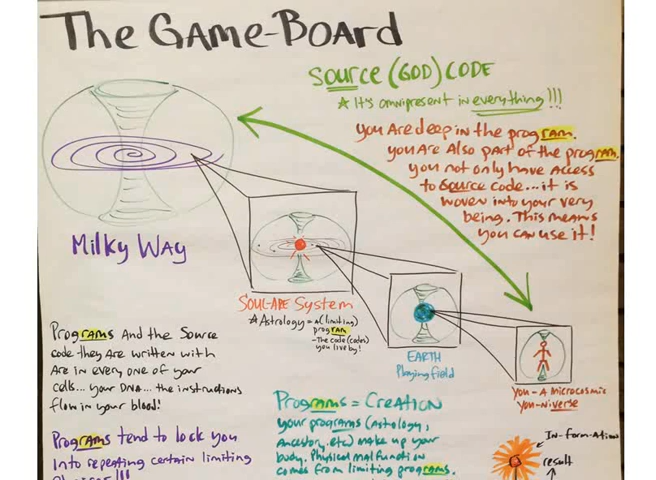 The GAME-BOARD
Source (GOD) CODE
It's omnipresent in everything!!!
you Are deep in the program.
you Are Also part of the program,
you not only have Access
to Source code...it is
woven into your very
being. This means
you can use it!
Milky WAy
Astrology = a (limiting)
program
- The code (codes)
you live by!
EARTH
Playing field
You - A Microcosmic
You-Niverse
Programs And the Source
code they are written with
Are in every one of your
cells... your DNA... the instructions
flow in your blood!
Programs = CREATION
your programs (Astrology,
Ancestry, etc) make up your
body. Physical malfunction
comes from limiting programs.
Programs tend to lock you
Into repeating certain limiting
In-form-Ation
result